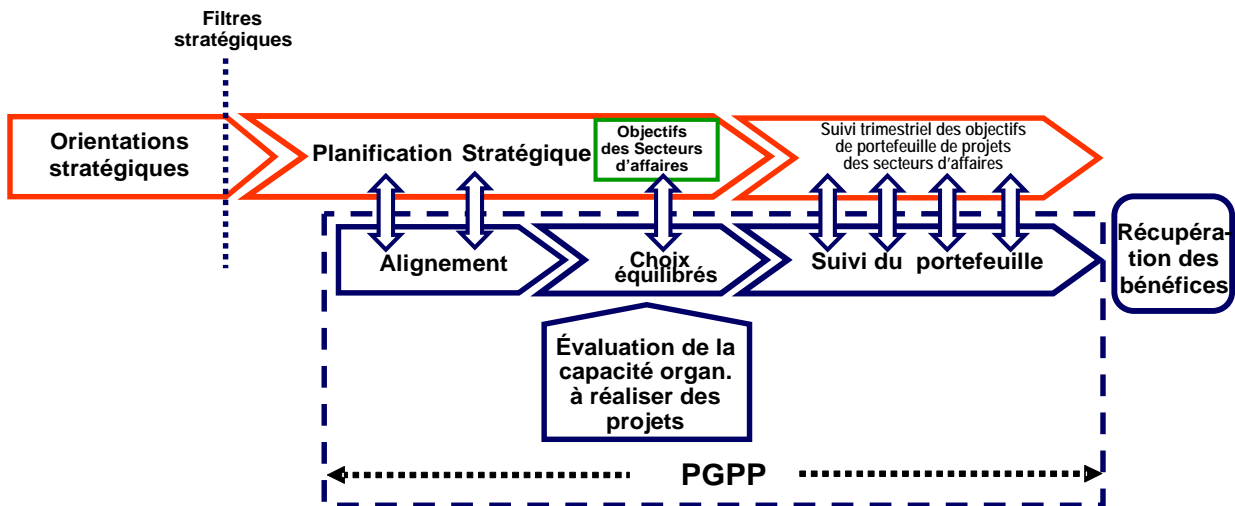 Filtres
stratégiques
Orientations
stratégiques
Planification Stratégique
Objectifs
des Secteurs
d'affaires
Suivi trimestriel des objectifs
de portefeuille de projets
des secteurs d'affaires
Alignement
Choix
équilibrés
Suivi du portefeuille
Récupéra-
tion des
bénéfices
Évaluation de la
capacité organ.
à réaliser des
projets
PGPP